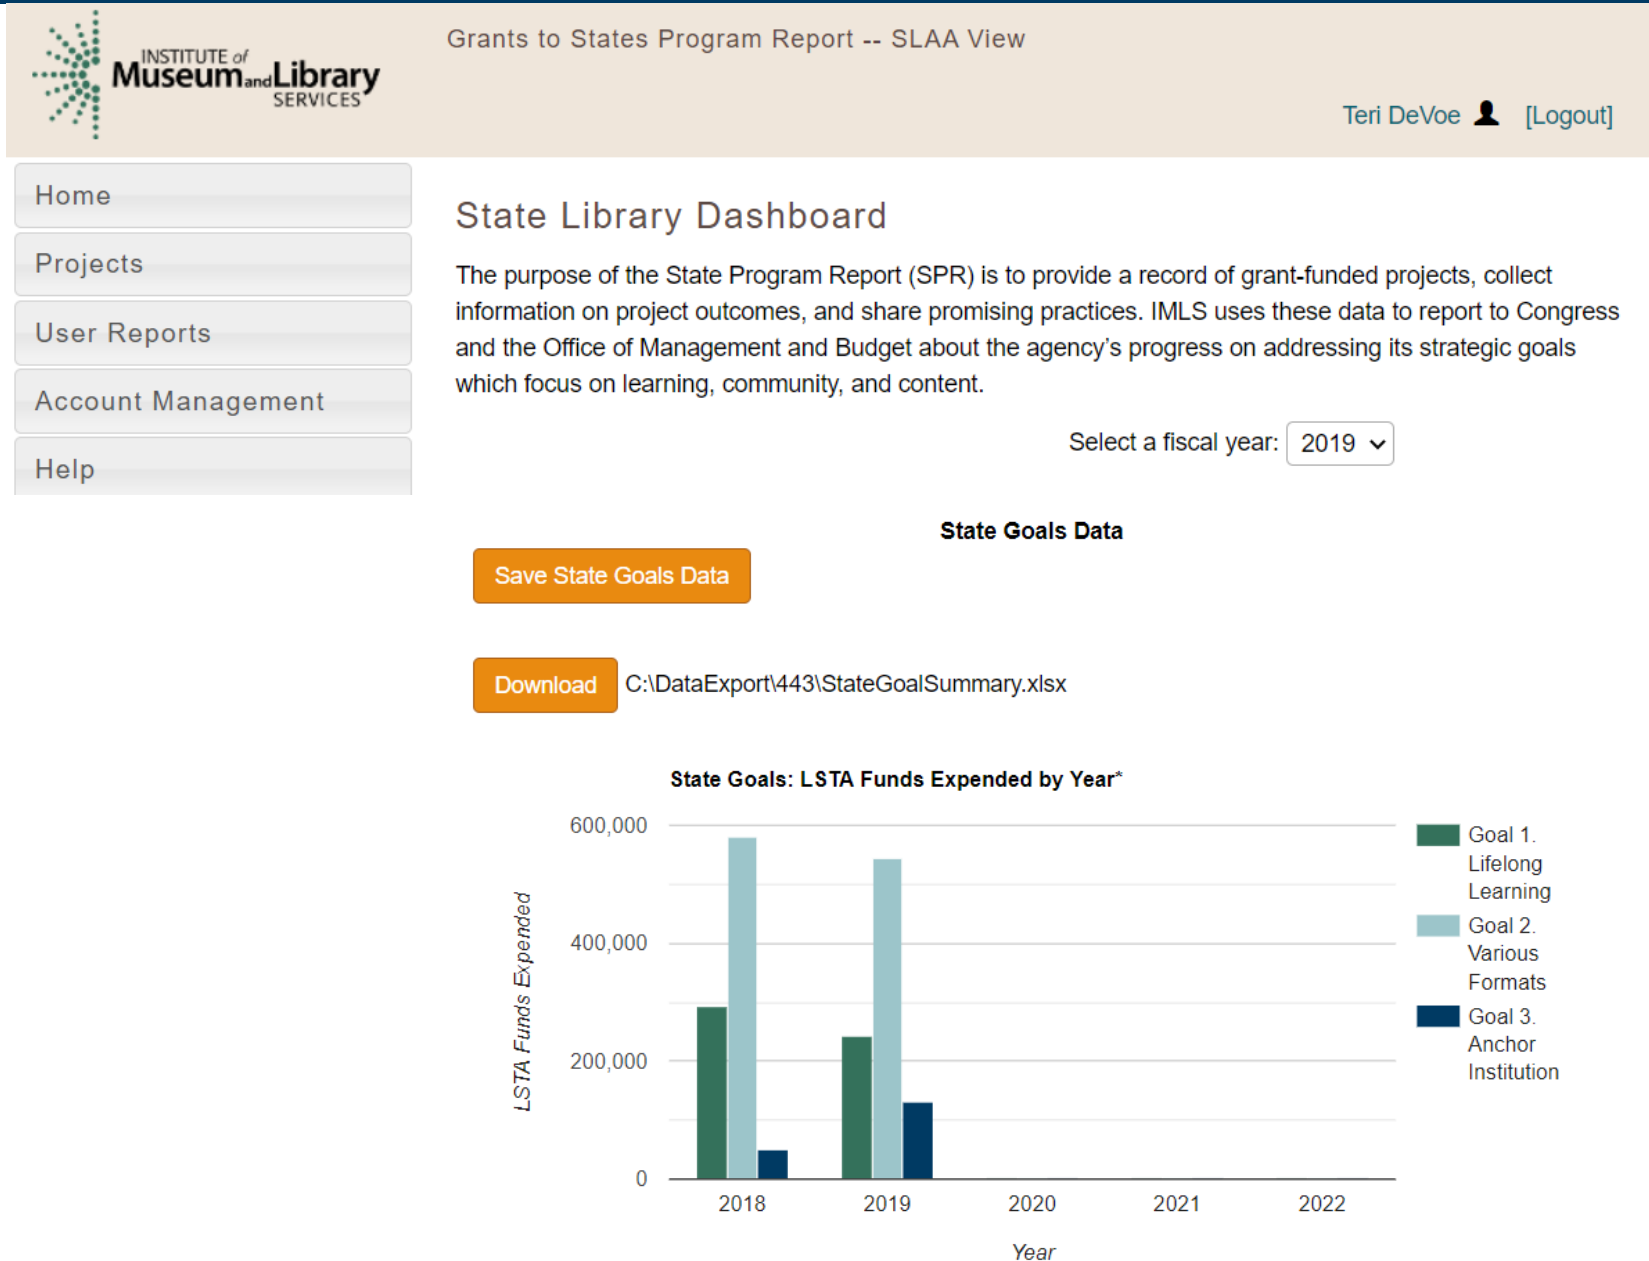 INSTITUTE of
Museum and Library
SERVICES
Grants to States Program Report -- SLAA View
Teri DeVoe [Logout]
Home
Projects
User Reports
Account Management
Help
State Library Dashboard
The purpose of the State Program Report (SPR) is to provide a record of grant-funded projects, collect
information on project outcomes, and share promising practices. IMLS uses these data to report to Congress
and the Office of Management and Budget about the agency’s progress on addressing its strategic goals
which focus on learning, community, and content.
Select a fiscal year: 2019
State Goals Data
Save State Goals Data
Download C:\DataExport\443\StateGoalSummary.xlsx
State Goals: LSTA Funds Expended by Year*
LSTA Funds Expended
600,000
400,000
200,000
0
2018 2019 2020 2021 2022
Year
Goal 1.
Lifelong
Learning
Goal 2.
Various
Formats
Goal 3.
Anchor
Institution